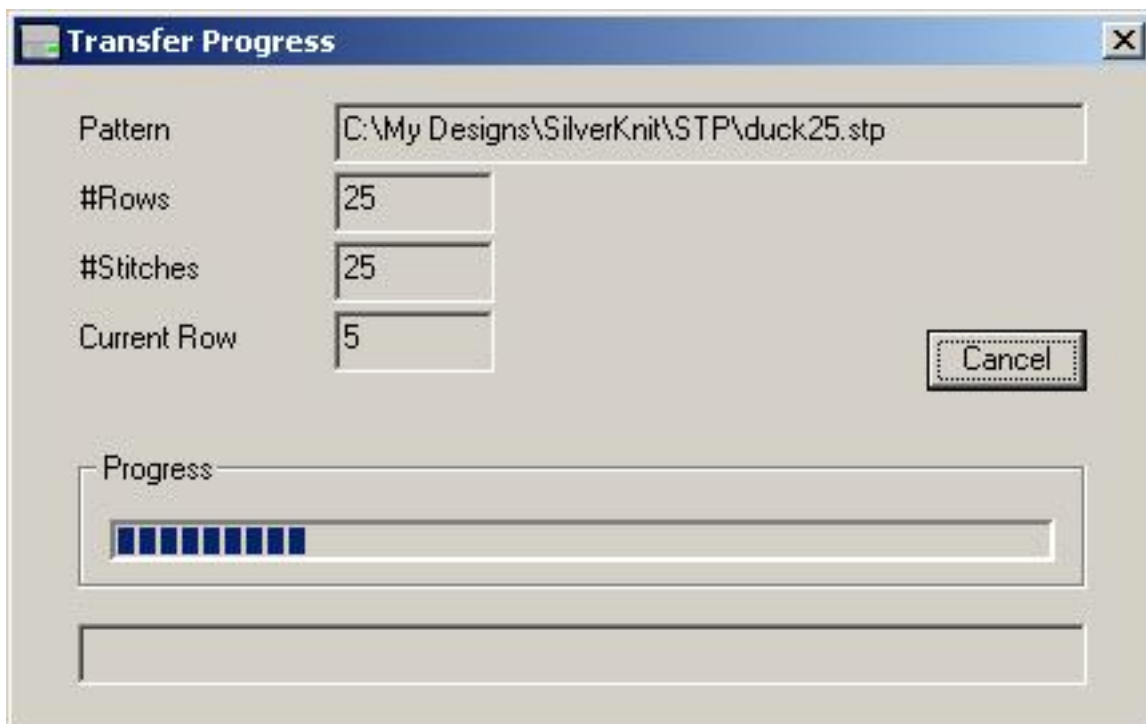 Transfer Progress
Pattern C:\My Designs\SilverKnit\STP\duck25.stp
#Rows 25
#Stitches 25
Current Row 5
Cancel
Progress